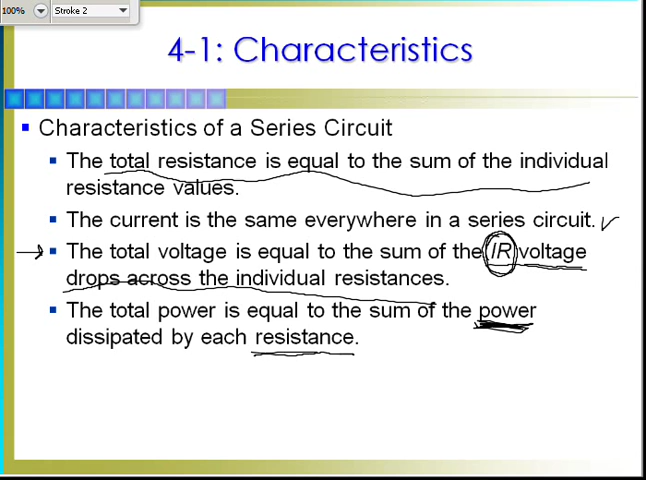 100% Stroke 2
4-1: Characteristics
Characteristics of a Series Circuit
The total resistance is equal to the sum of the individual
resistance values.
The current is the same everywhere in a series circuit.
The total voltage is equal to the sum of the IR voltage
drops across the individual resistances.
The total power is equal to the sum of the power
dissipated by each resistance.